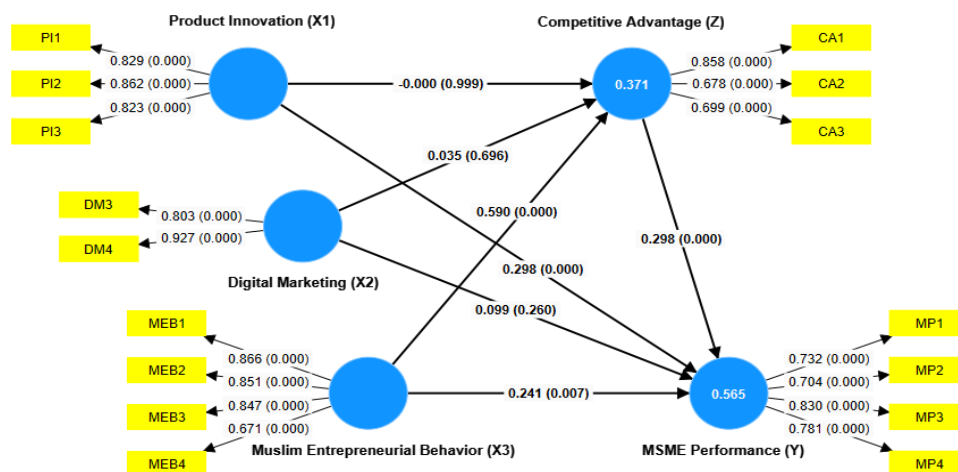 Product Innovation (X1)
Competitive Advantage (Z)
PI1
0.829 (0.000)
PI2
0.862 (0.000)
PI3
0.823 (0.000)
-0.000 (0.999)
0.371
CA1
0.858 (0.000)
CA2
0.678 (0.000)
CA3
0.699 (0.000)
0.035 (0.696)
DM3
0.803 (0.000)
DM4
0.927 (0.000)
0.590 (0.000)
0.298 (0.000)
0.298 (0.000)
Digital Marketing (X2)
0.099 (0.260)
MEB1
0.866 (0.000)
MEB2
0.851 (0.000)
MEB3
0.847 (0.000)
MEB4
0.671 (0.000)
0.241 (0.007)
0.565
MP1
0.732 (0.000)
MP2
0.704 (0.000)
MP3
0.830 (0.000)
MP4
0.781 (0.000)
Muslim Entrepreneurial Behavior (X3)
MSME Performance (Y)